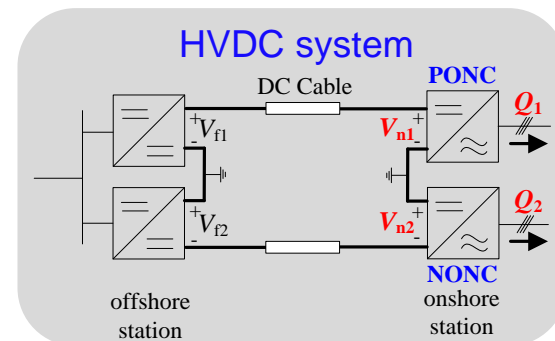 HVDC system
DC Cable
PONC
+
Vf1
-
+
Vn1
-
Q1
+
Vf2
-
+
Vn2
-
Q2
NONC
offshore
station
onshore
station